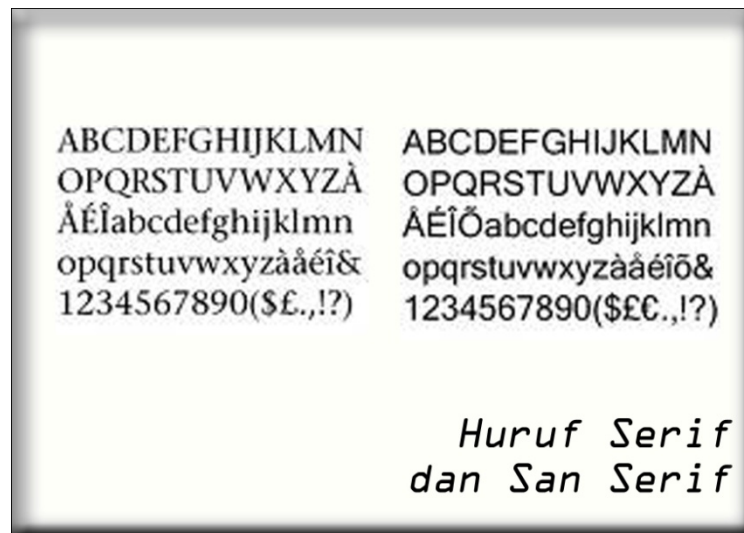 ABCDEFGHIJKLMN
OPQRSTUVWXYZÀ
ÅÉÎabcdefghijklmn
opqrstuvwxyzàåéî&
1234567890($£.,!?)
ABCDEFGHIJKLMN
OPQRSTUVWXYZÀ
ÅÉÎÕabcdefghijklmn
opqrstuvwxyzàåéîõ&
1234567890($£€.,!?)
Huruf Serif
dan San Serif